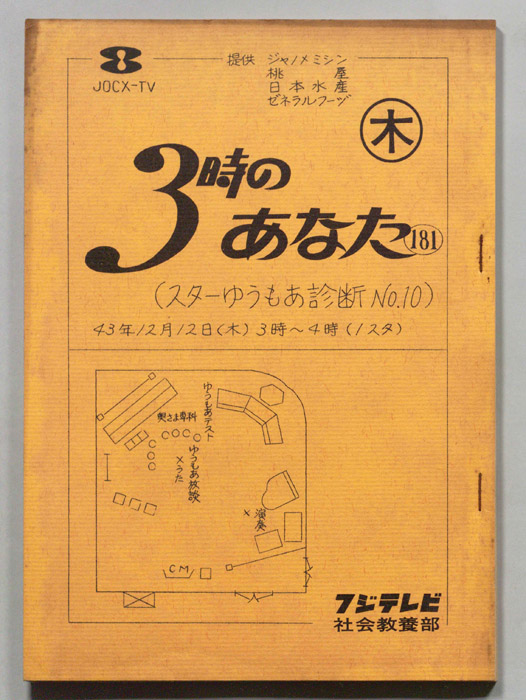 8
JOCX-TV
提供 ジャノメミシン
桃屋
日本水産
ゼネラルフーヅ
木
3時の
あなた 181
(スターゆうもあ診断 No.10)
43年12月12日(木) 3時～4時(1スタ)
ゆうもあテスト
奥さま専科
ゆうもあ放談
×うた
×演奏
CM
フジテレビ
社会教養部